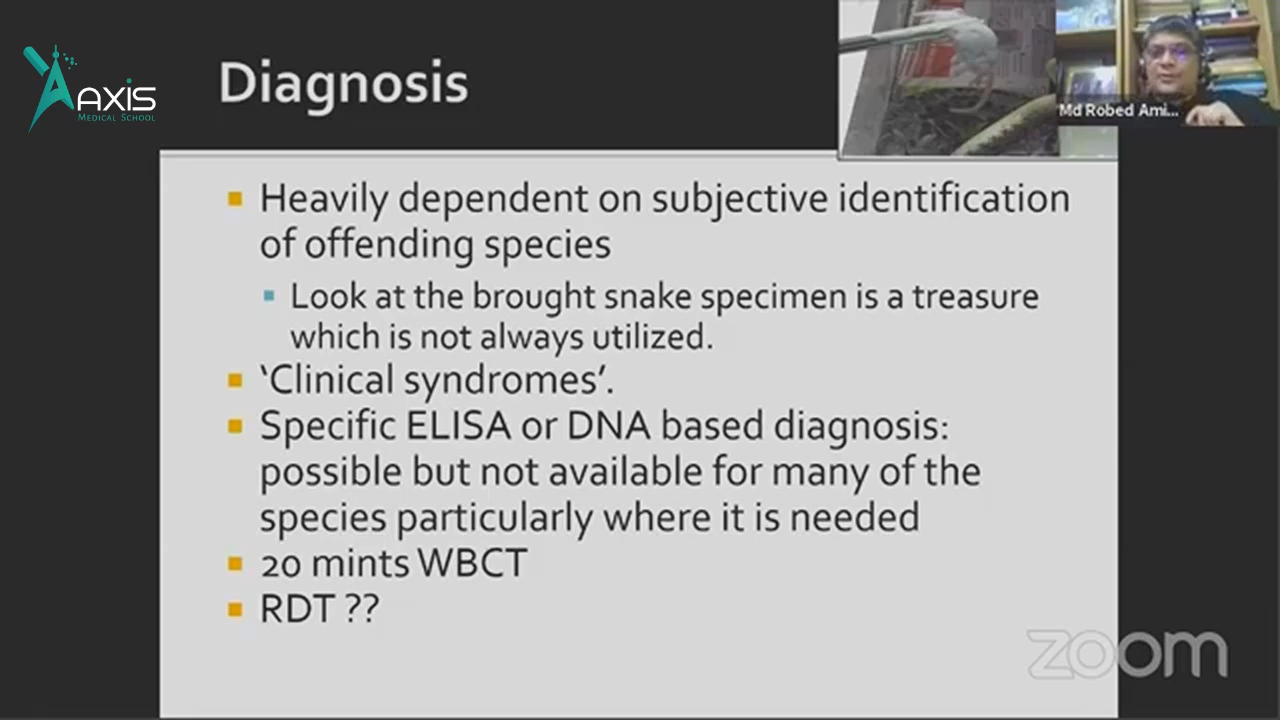 AXIS
MEDICAL SCHOOL
Diagnosis
Md Robed Ami...
Heavily dependent on subjective identification
of offending species
Look at the brought snake specimen is a treasure
which is not always utilized.
‘Clinical syndromes’.
Specific ELISA or DNA based diagnosis:
possible but not available for many of the
species particularly where it is needed
20 mints WBCT
RDT ??
zoom